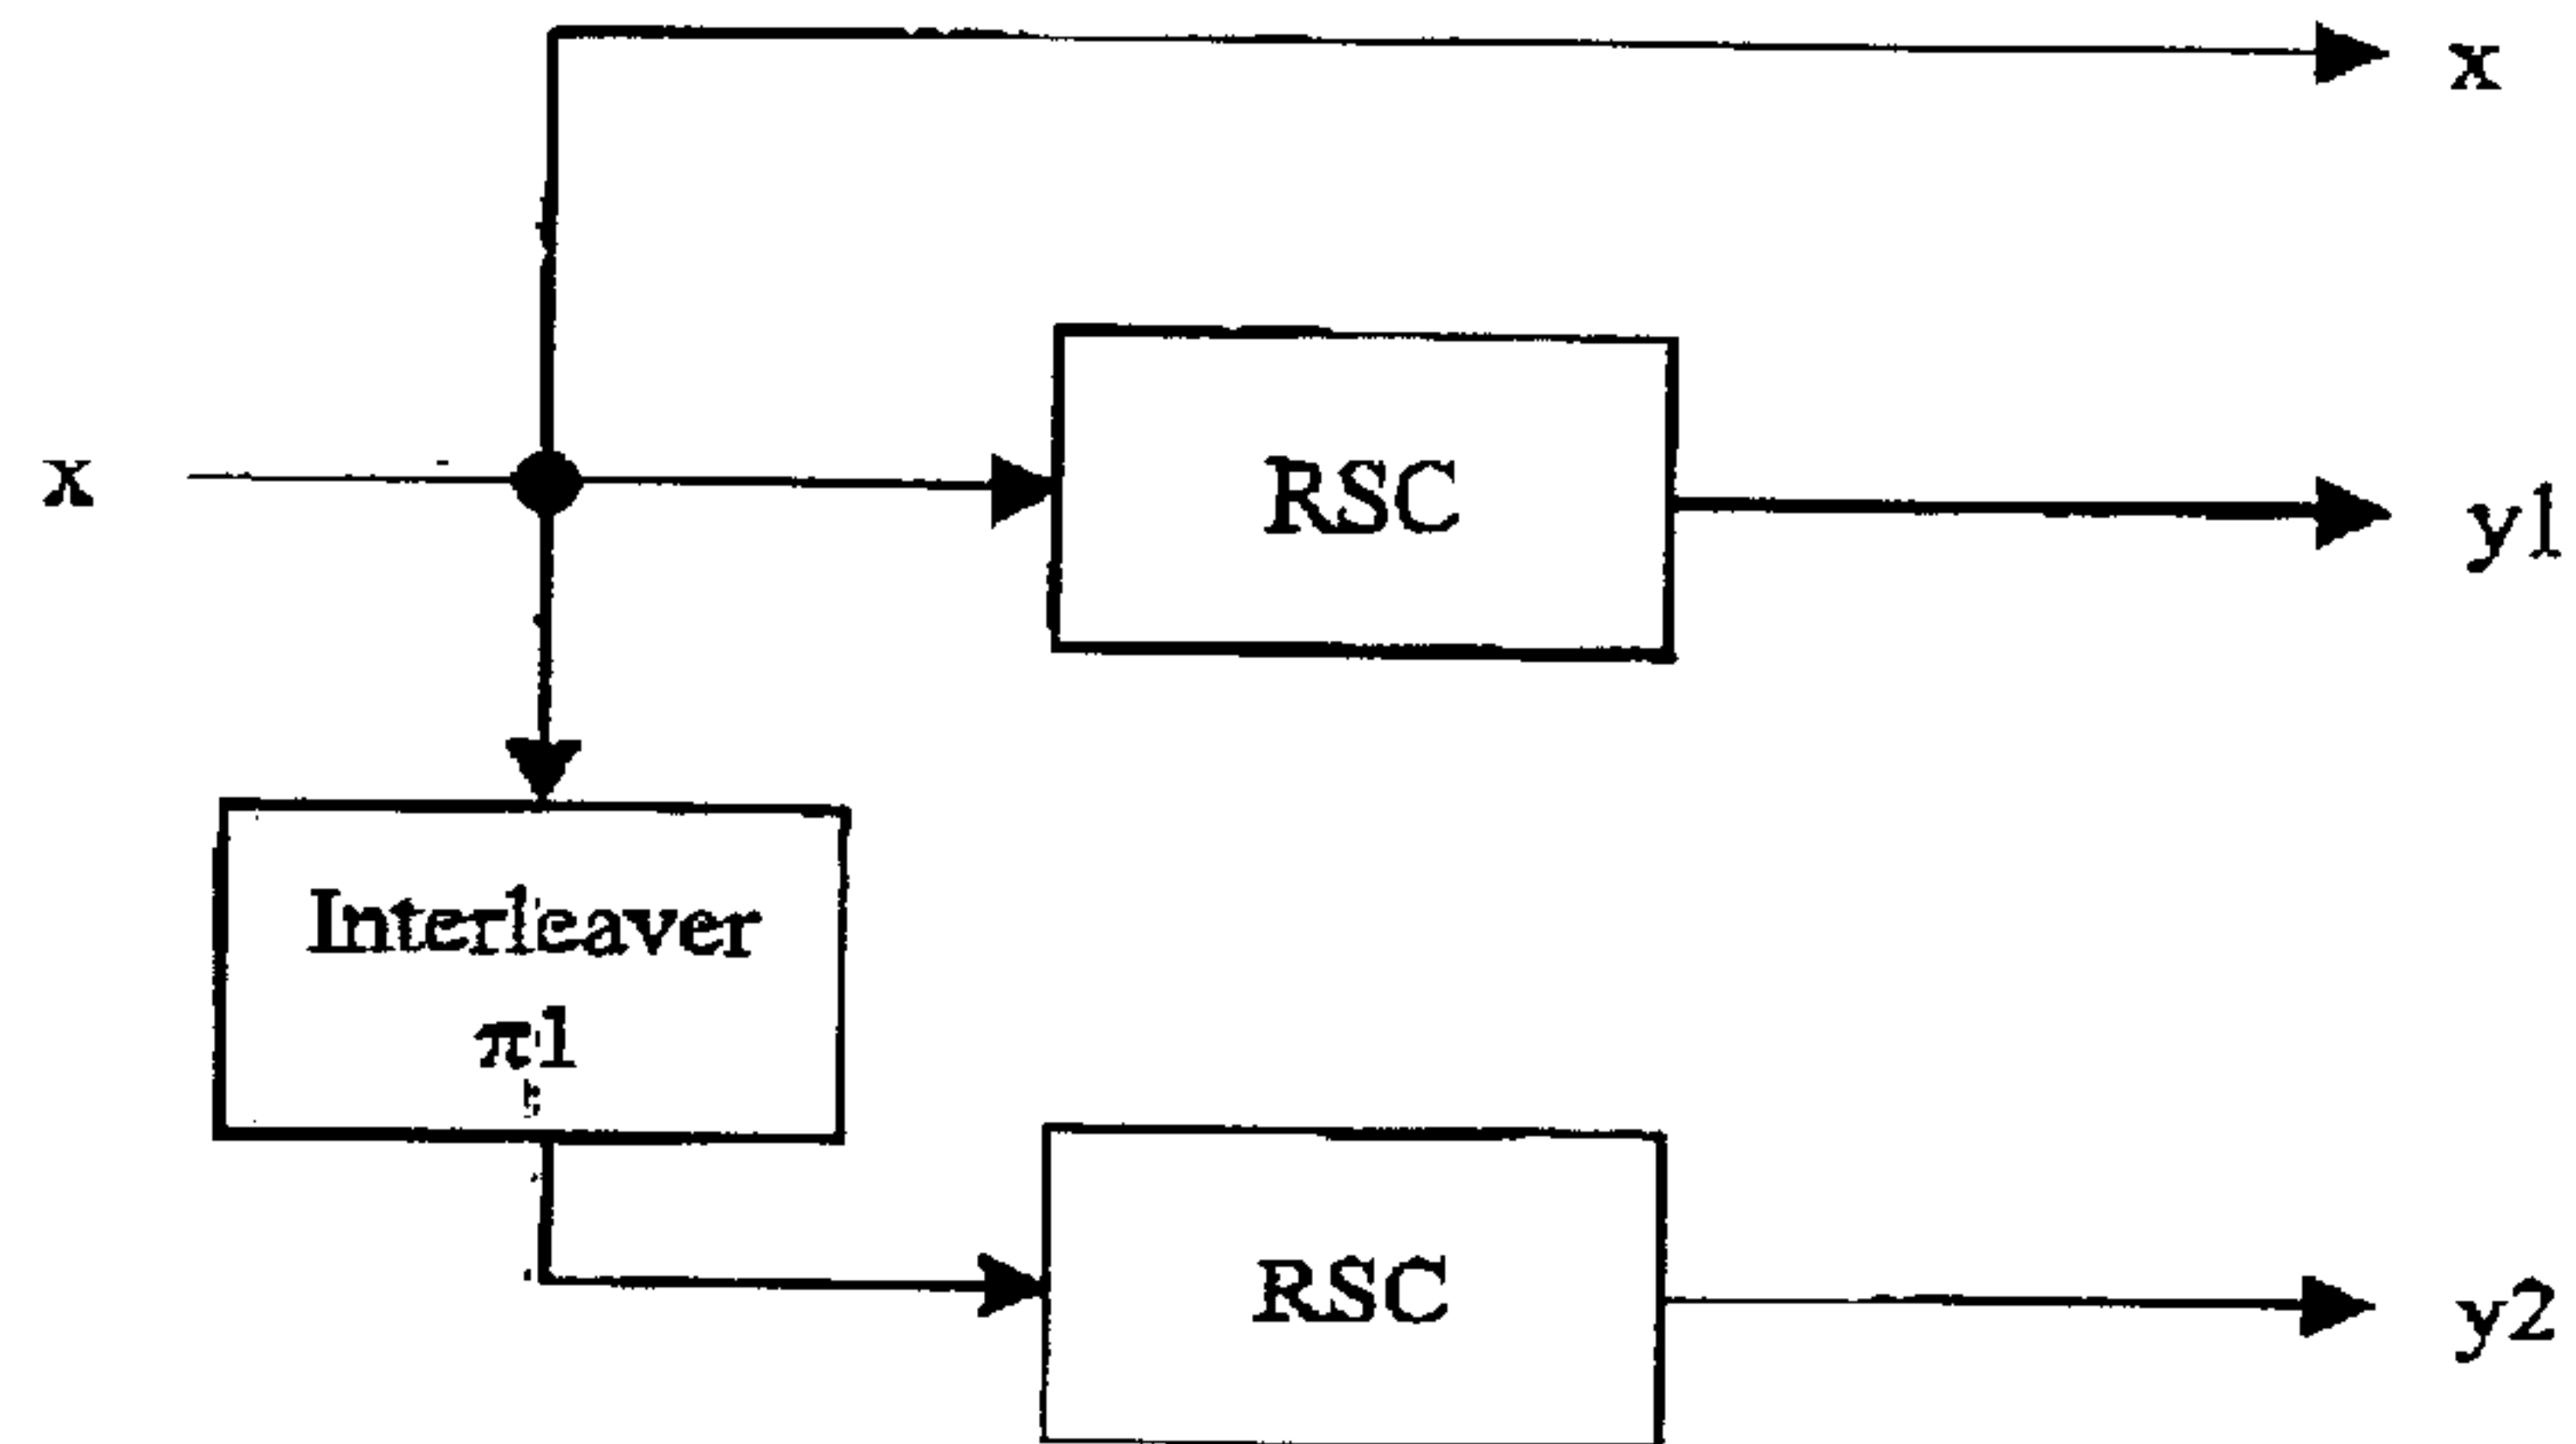 x
x
RSC
y1
Interleaver
π1
RSC
y2